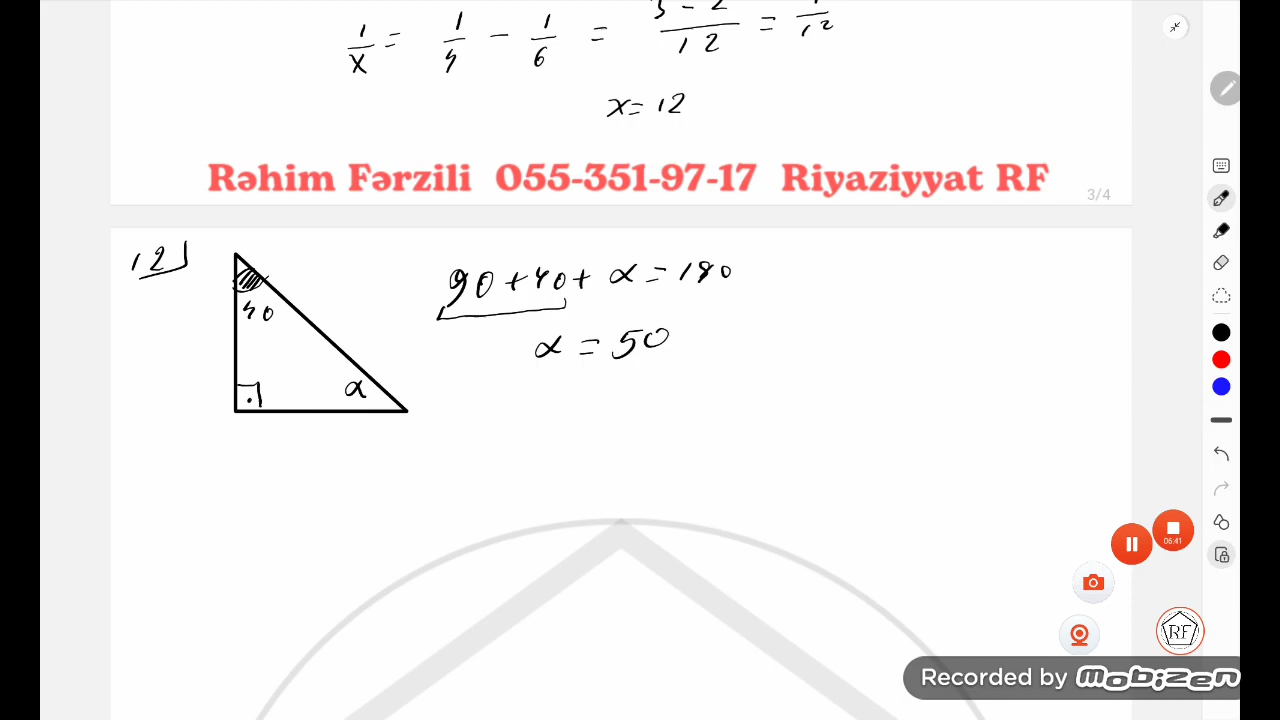 1/x = 1/4 - 1/6 = 3-2/12 = 1/12
x = 12
Rəhim Fərzili 055-351-97-17 Riyaziyyat RF
3/4
12
40
α
90 + 40 + α = 180
α = 50
06:41
RF
Recorded by MOBIZEN